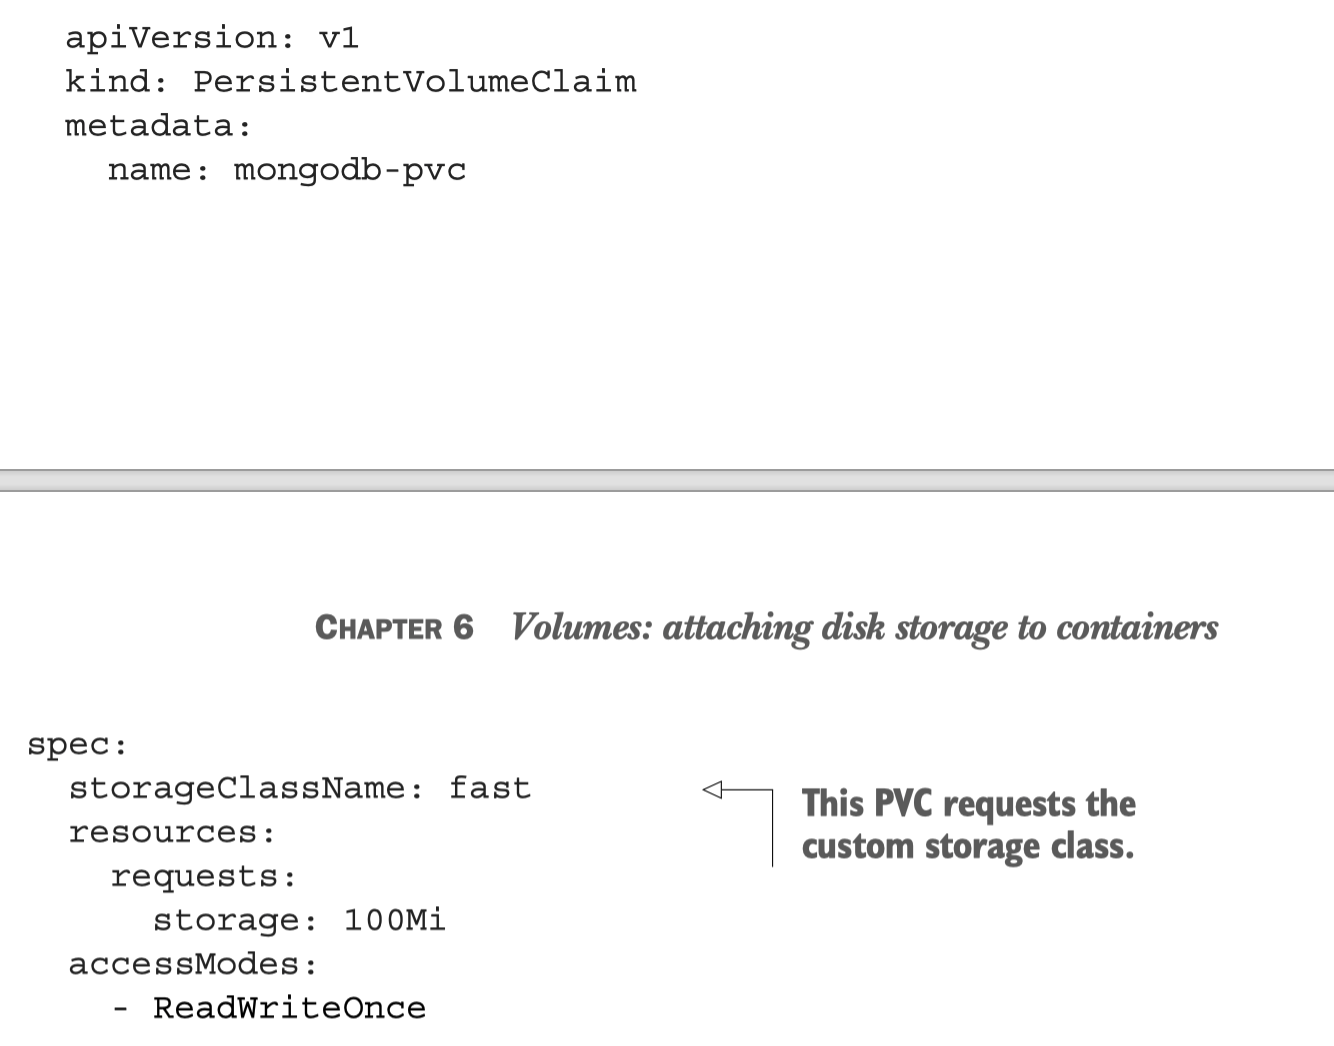 apiVersion: v1
kind: PersistentVolumeClaim
metadata:
  name: mongodb-pvc
CHAPTER 6 Volumes: attaching disk storage to containers
spec:
  storageClassName: fast
  resources:
    requests:
      storage: 100Mi
  accessModes:
    - ReadWriteOnce
This PVC requests the
custom storage class.